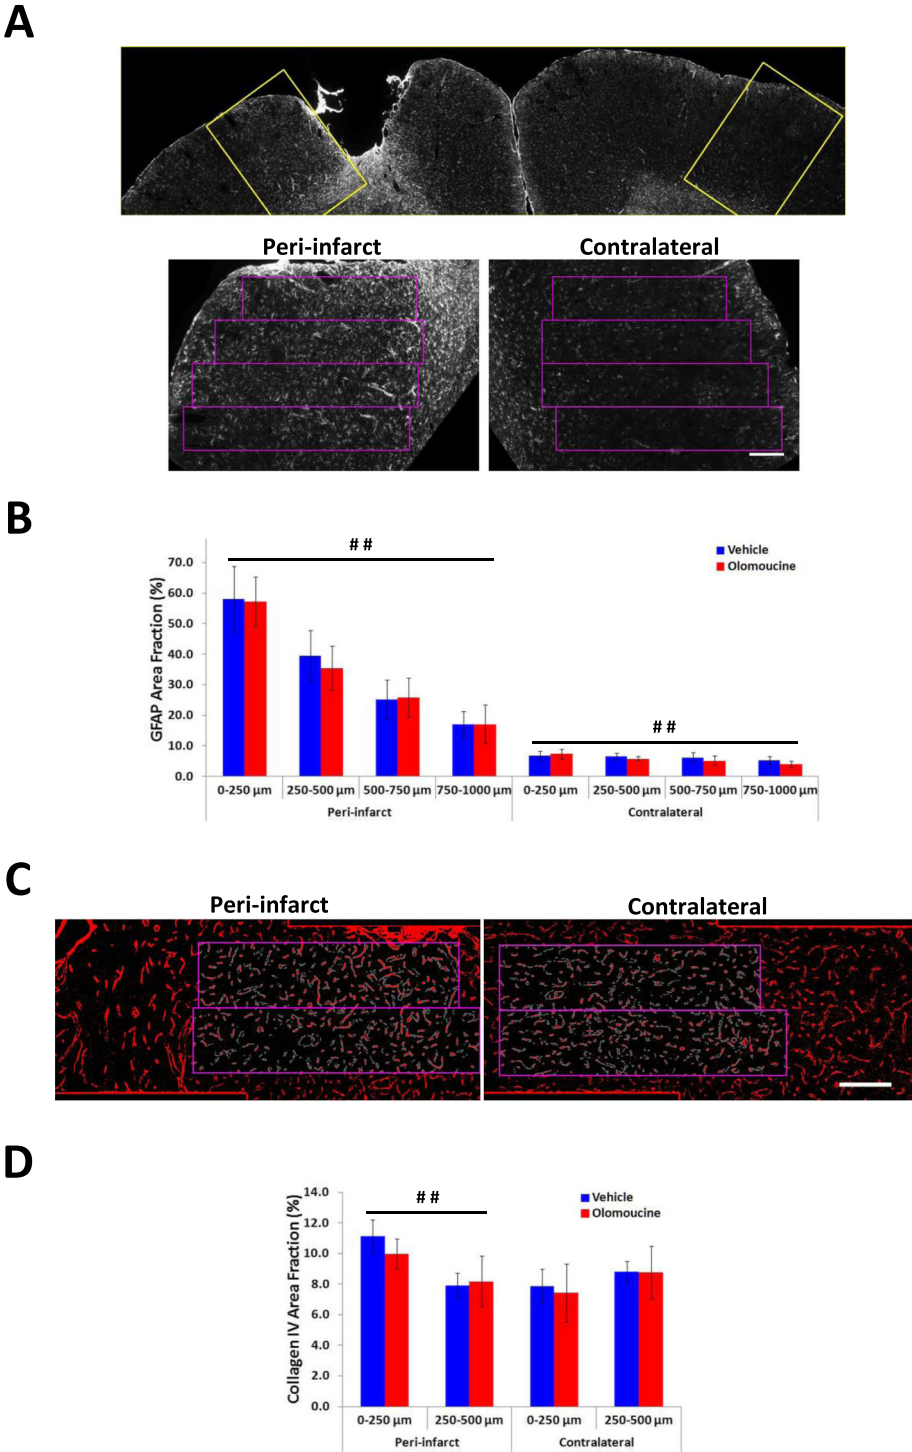 A
Peri-infarct Contralateral
B
GFAP Area Fraction (%)
70.0
60.0
50.0
40.0
30.0
20.0
10.0
0.0
# #
# #
Vehicle
Olomoucine
0-250 µm 250-500 µm 500-750 µm 750-1000 µm 0-250 µm 250-500 µm 500-750 µm 750-1000 µm
Peri-infarct Contralateral
C
Peri-infarct Contralateral
D
Collagen IV Area Fraction (%)
14.0
12.0
10.0
8.0
6.0
4.0
2.0
0.0
# #
Vehicle
Olomoucine
0-250 µm 250-500 µm 0-250 µm 250-500 µm
Peri-infarct Contralateral